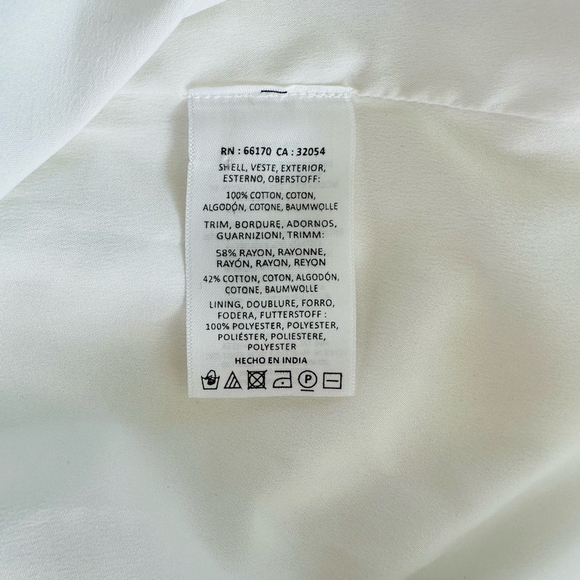 RN : 66170 CA : 32054
SHELL, VESTE, EXTERIOR,
ESTERNO, OBERSTOFF:
100% COTTON, COTON,
ALGODÓN, COTONE, BAUMWOLLE
TRIM, BORDURE, ADORNOS,
GUARNIZIONI, TRIMM:
58% RAYON, RAYONNE,
RAYÓN, RAYON, REYON
42% COTTON, COTON, ALGODÓN,
COTONE, BAUMWOLLE
LINING, DOUBLURE, FORRO,
FODERA, FUTTERSTOFF :
100% POLYESTER, POLYESTER,
POLIÉSTER, POLIESTERE,
POLYESTER
HECHO EN INDIA
P